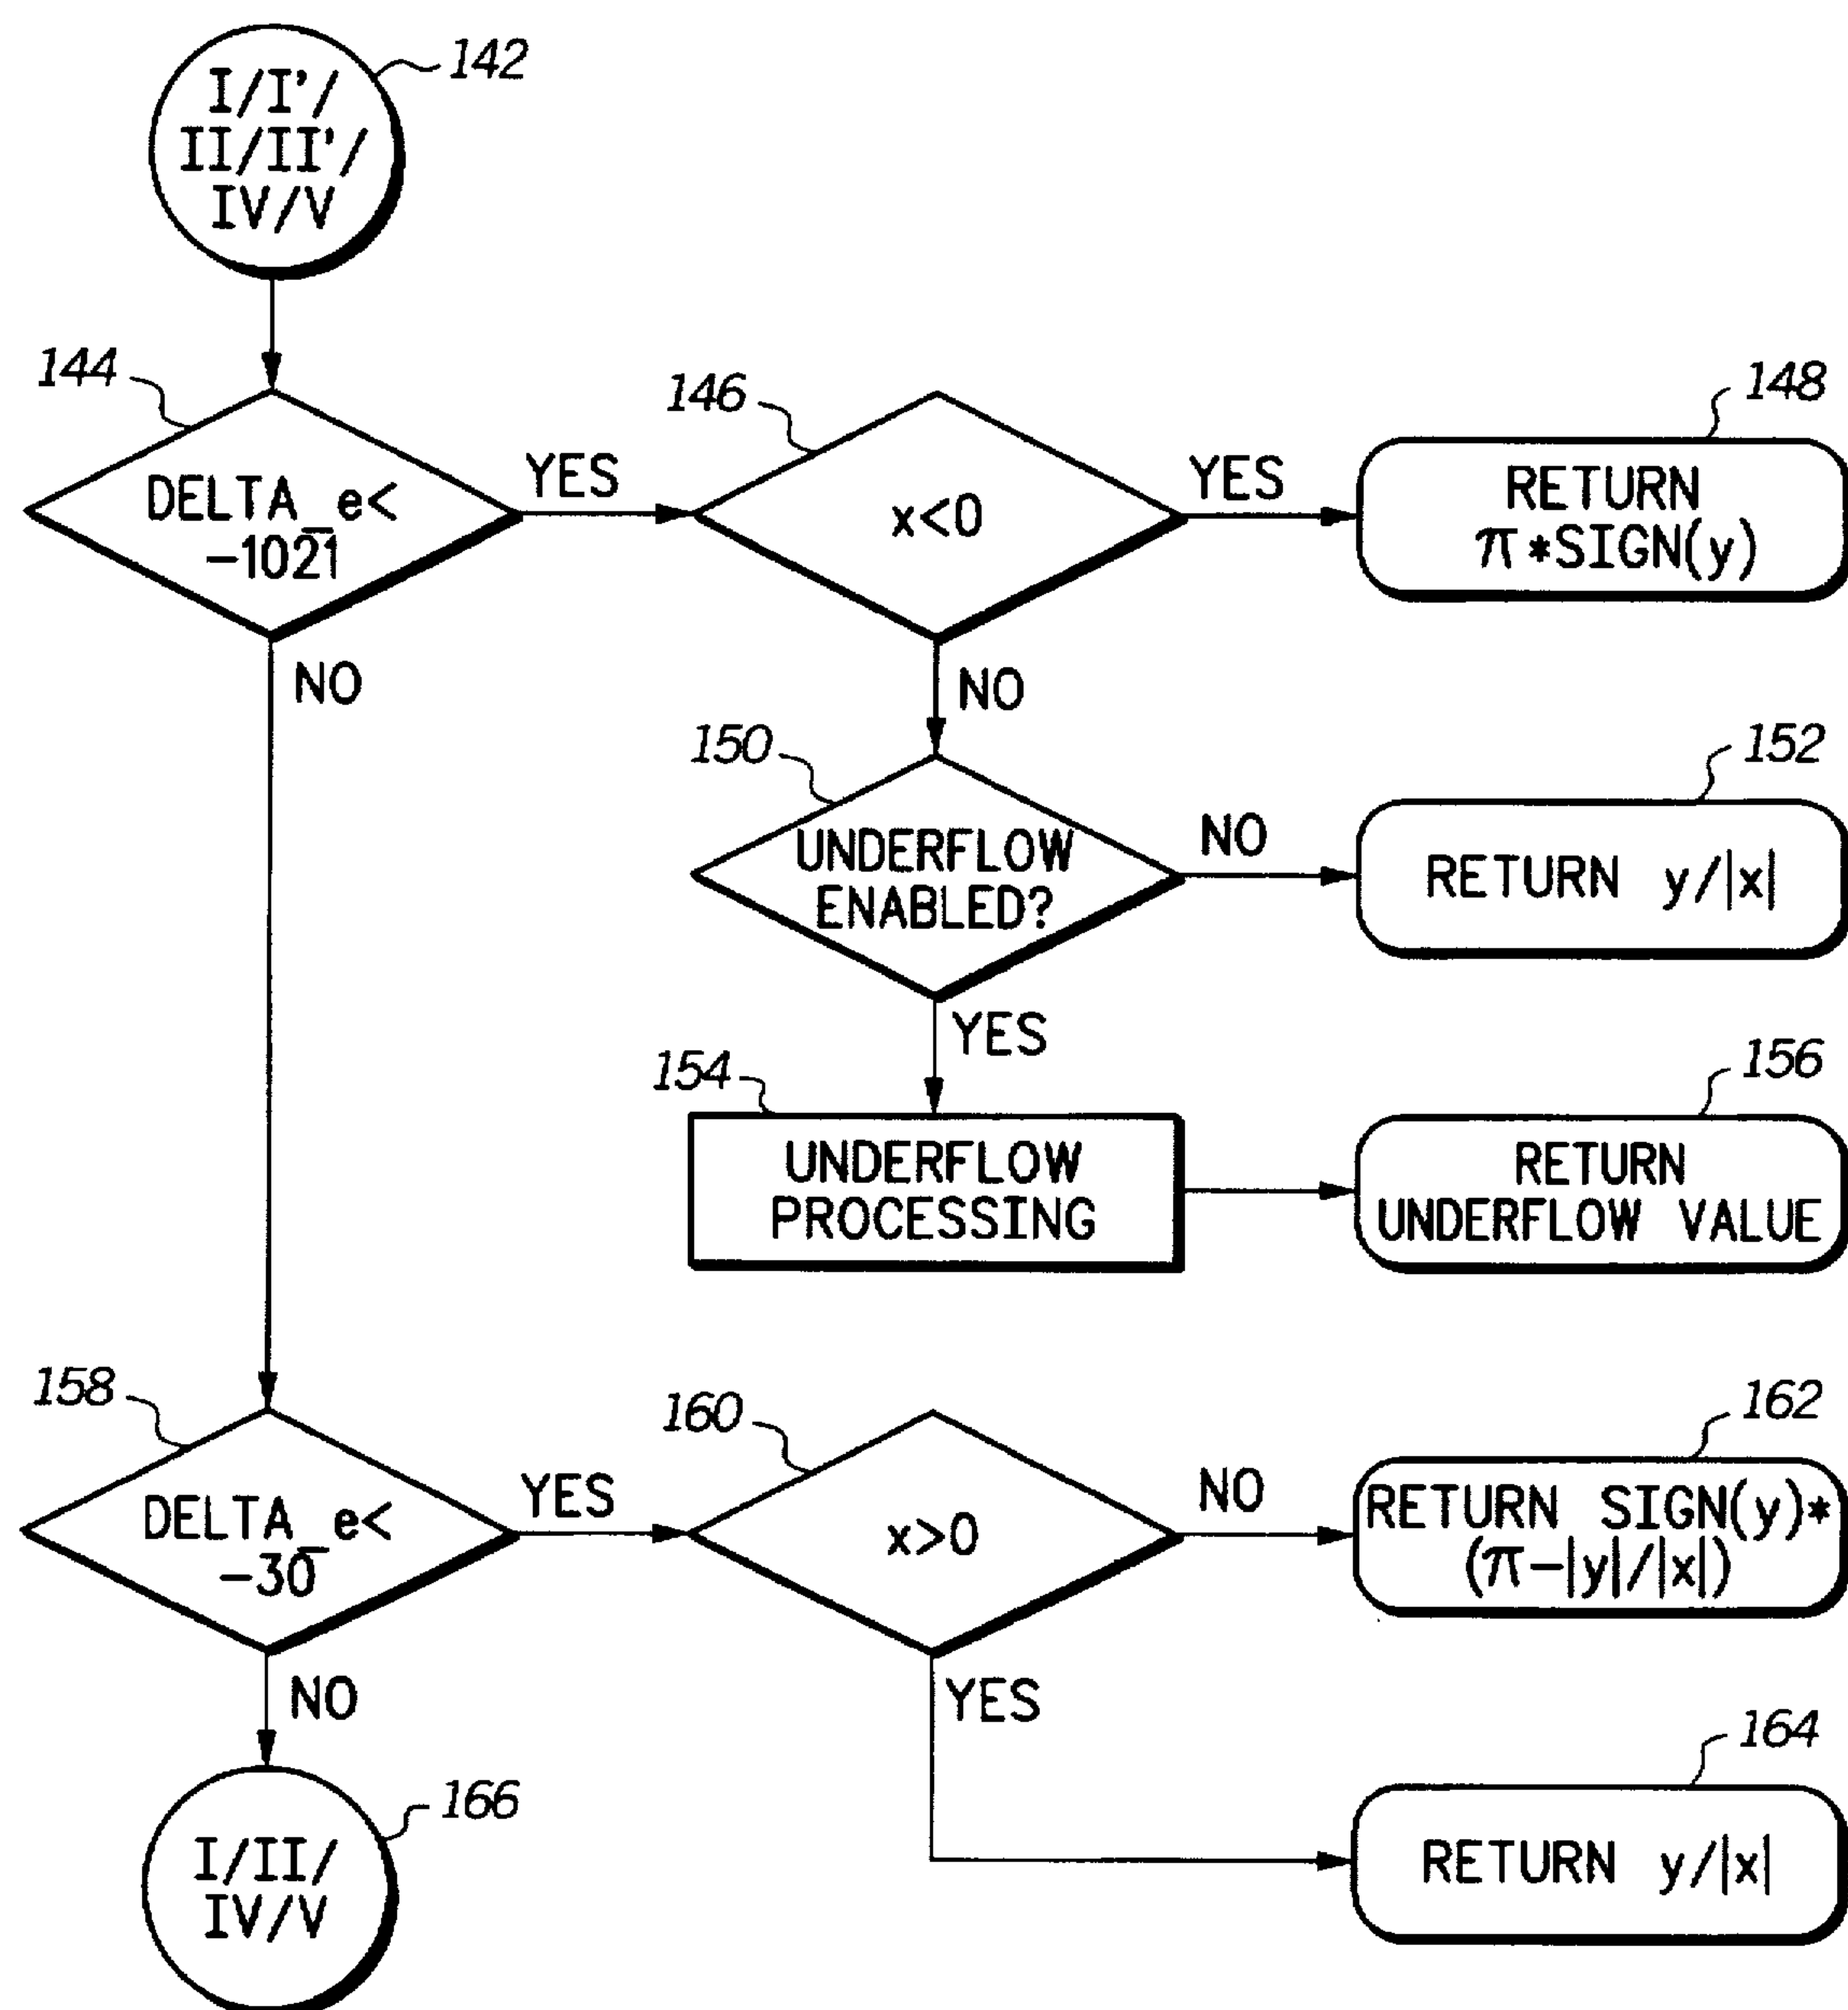 142
I/I'/
II/II'/
IV/V
144
DELTA_e<
-1021
YES
NO
146
x<0
YES
NO
148
RETURN
π*SIGN(y)
150
UNDERFLOW
ENABLED?
NO
YES
152
RETURN y/|x|
154
UNDERFLOW
PROCESSING
156
RETURN
UNDERFLOW VALUE
158
DELTA_e<
-30
YES
NO
160
x>0
NO
YES
162
RETURN SIGN(y)*
(π-|y|/|x|)
164
RETURN y/|x|
166
I/II/
IV/V